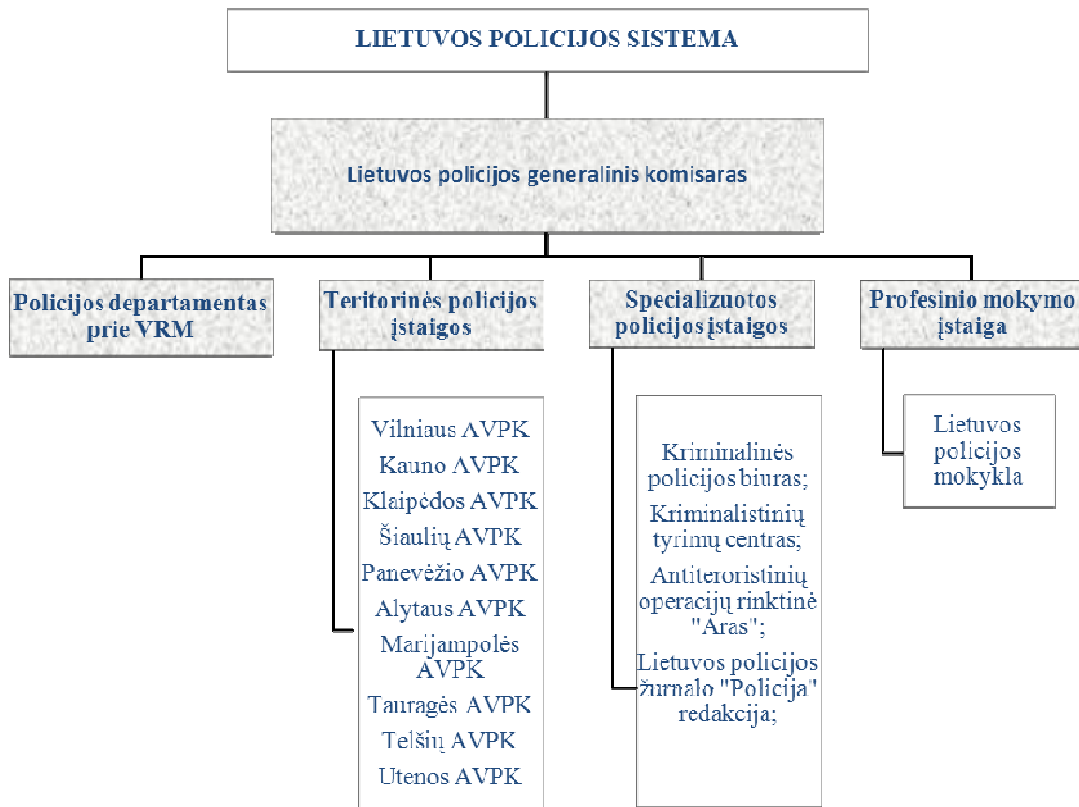 LIETUVOS POLICIJOS SISTEMA
Lietuvos policijos generalinis komisaras
Policijos departamentas
prie VRM
Teritorinės policijos
įstaigos
Specializuotos
policijos įstaigos
Profesinio mokymo
įstaiga
Vilniaus AVPK
Kauno AVPK
Klaipėdos AVPK
Šiaulių AVPK
Panevėžio AVPK
Alytaus AVPK
Marijampolės
AVPK
Tauragės AVPK
Telšių AVPK
Utenos AVPK
Kriminalinės
policijos biuras;
Kriminalistinių
tyrimų centras;
Antiteroristinių
operacijų rinktinė
"Aras";
Lietuvos policijos
žurnalo "Policija"
redakcija;
Lietuvos
policijos
mokykla